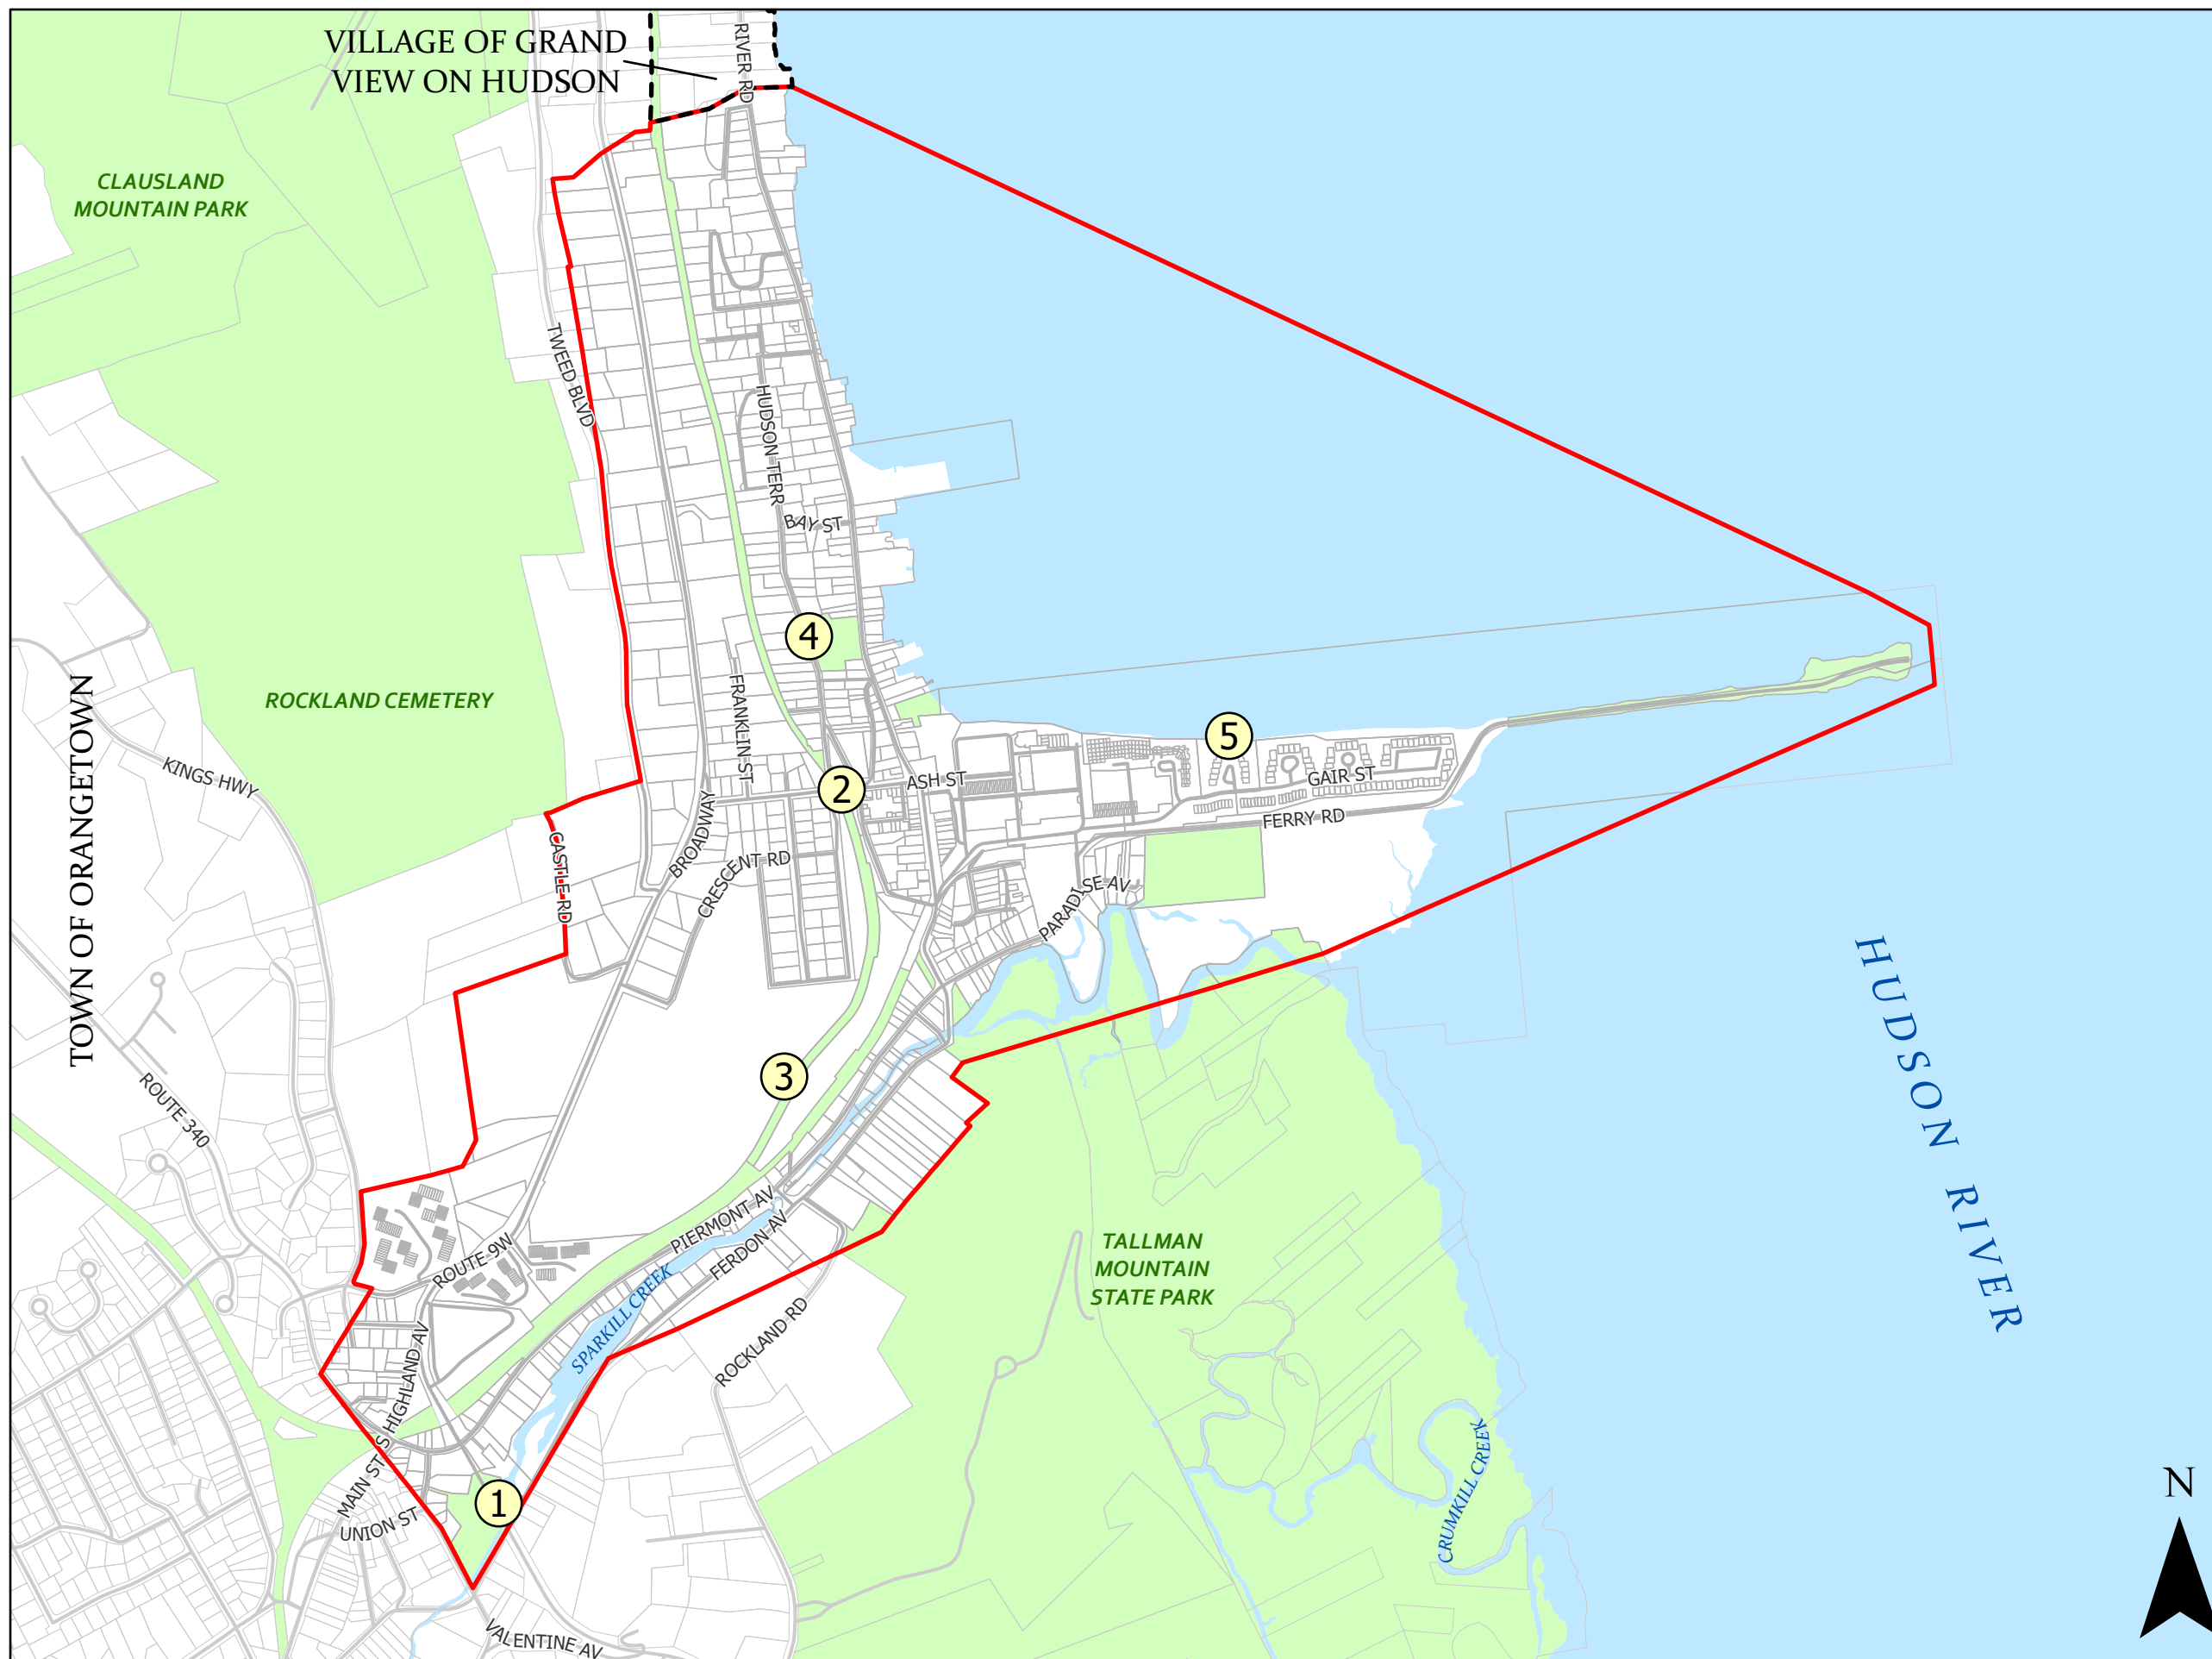 VILLAGE OF GRAND
VIEW ON HUDSON
RIVER RD
CLAUSLAND
MOUNTAIN PARK
TWEED BLVD
HUDSON TERR
BAY ST
4
ROCKLAND CEMETERY
TOWN OF ORANGETOWN
FRANKLIN ST
5
KINGS HWY
2
ASH ST
GAIR ST
FERRY RD
BROADWAY
CASTLE RD
CRESCENT RD
PARADISE AV
HUDSON RIVER
3
ROUTE 340
PIERMONT AV
FERDON AV
ROUTE 9W
TALLMAN
MOUNTAIN
STATE PARK
SPARKILL CREEK
ROCKLAND RD
S HIGHLAND AV
MAIN ST
UNION ST
1
CRUMKILL CREEK
N
VALENTINE AV